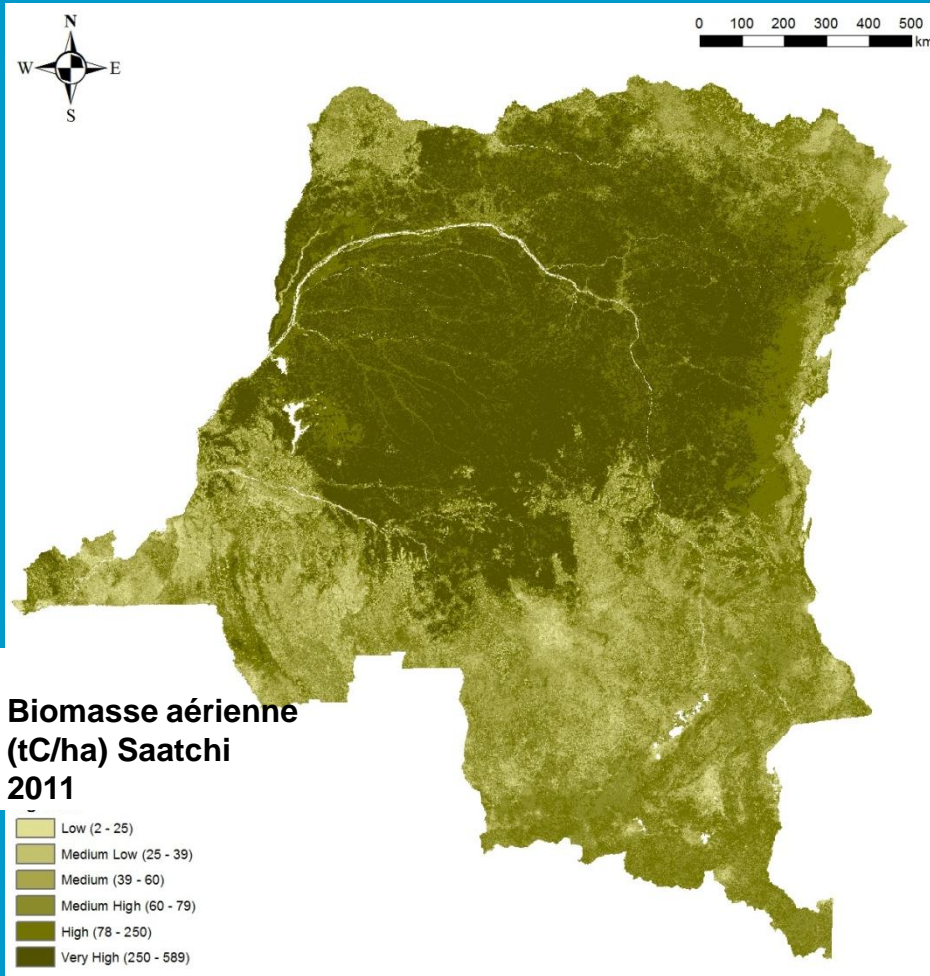 N
W E
S
0 100 200 300 400 500
km
Biomasse aérienne
(tC/ha) Saatchi
2011
Low (2 - 25)
Medium Low (25 - 39)
Medium (39 - 60)
Medium High (60 - 79)
High (78 - 250)
Very High (250 - 589)